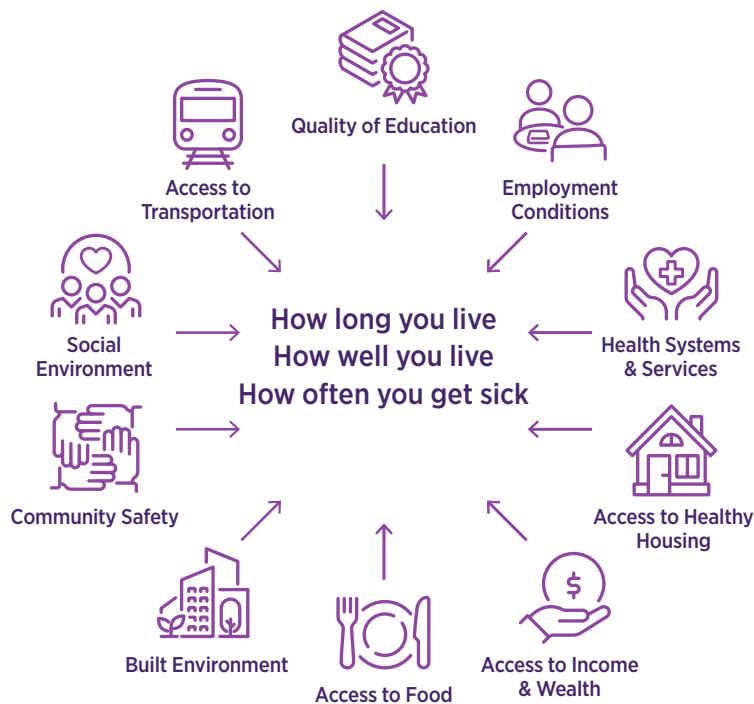 Quality of Education
Employment
Conditions
Health Systems
& Services
Access to Healthy
Housing
$
Access to Income
& Wealth
Access to Food
Built Environment
Community Safety
Social
Environment
Access to
Transportation
How long you live
How well you live
How often you get sick